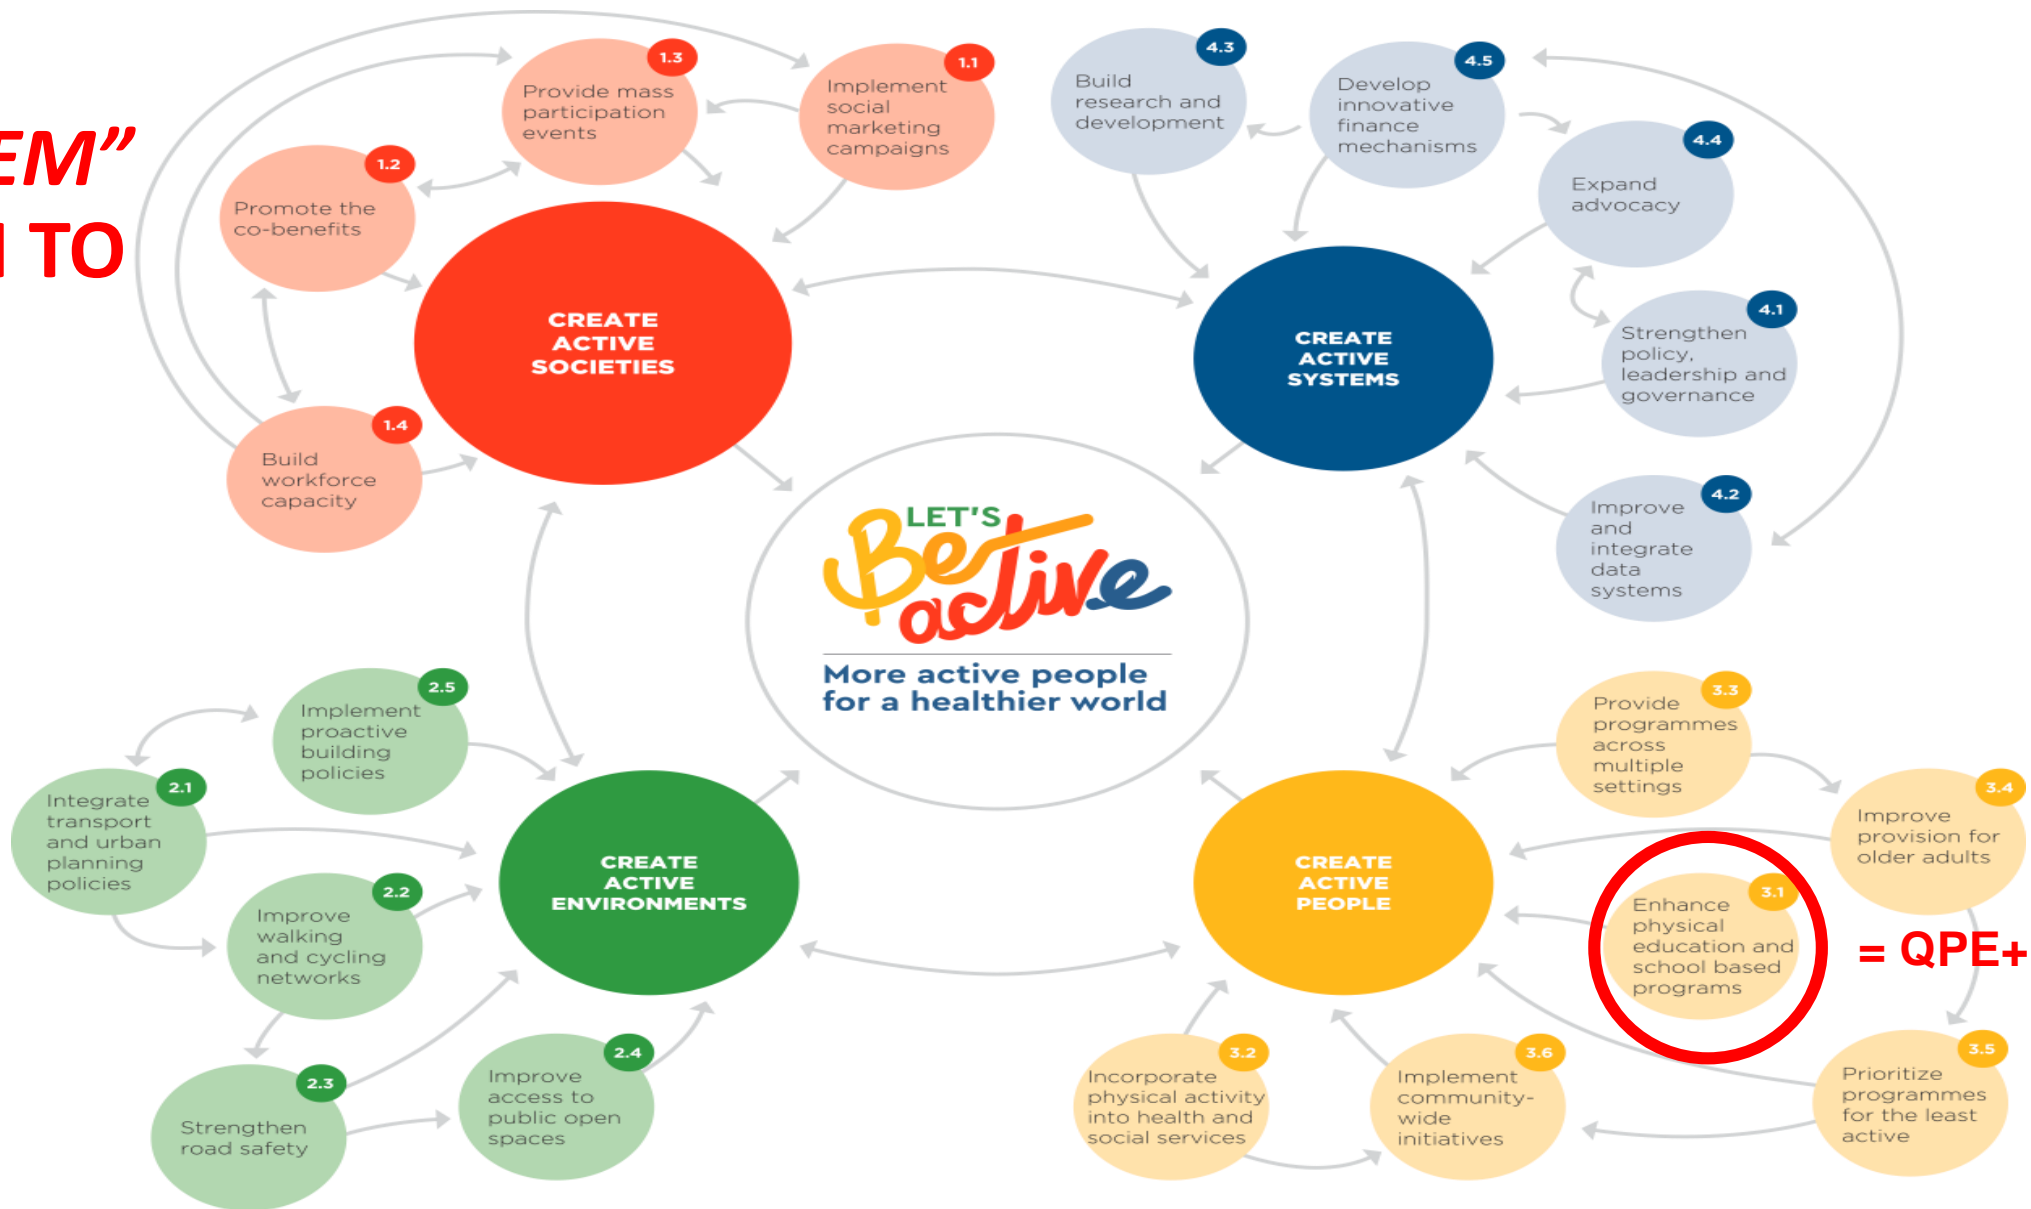 EM”
TO
1.3
Provide mass
participation
events
1.1
Implement
social
marketing
campaigns
1.2
Promote the
co-benefits
CREATE
ACTIVE
SOCIETIES
1.4
Build
workforce
capacity
4.3
Build
research and
development
4.5
Develop
innovative
finance
mechanisms
4.4
Expand
advocacy
4.1
Strengthen
policy,
leadership and
governance
CREATE
ACTIVE
SYSTEMS
4.2
Improve
and
integrate
data
systems
LET'S
Be
active
More active people
for a healthier world
2.5
Implement
proactive
building
policies
2.1
Integrate
transport
and urban
planning
policies
2.2
Improve
walking
and cycling
networks
CREATE
ACTIVE
ENVIRONMENTS
2.3
Strengthen
road safety
2.4
Improve
access to
public open
spaces
3.3
Provide
programmes
across
multiple
settings
3.4
Improve
provision for
older adults
CREATE
ACTIVE
PEOPLE
3.1
Enhance
physical
education and
school based
programs
= QPE+
3.2
Incorporate
physical activity
into health and
social services
3.6
Implement
community-
wide
initiatives
3.5
Prioritize
programmes
for the least
active